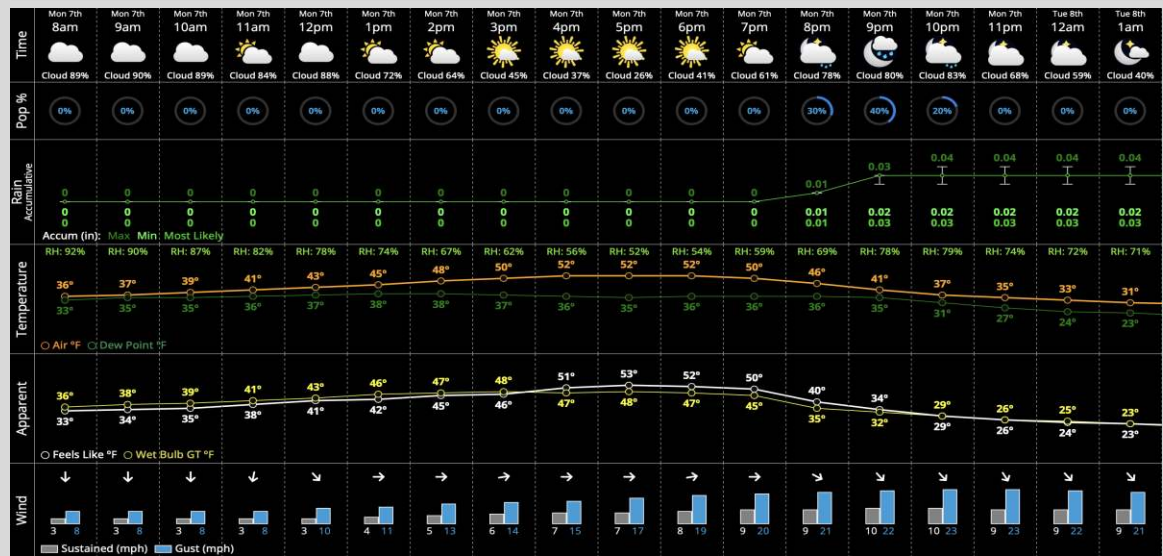 Mon 7th Mon 7th Mon 7th Mon 7th Mon 7th Mon 7th Mon 7th Mon 7th Mon 7th Mon 7th Mon 7th Mon 7th Mon 7th Mon 7th Mon 7th Mon 7th Tue 8th Tue 8th
Time 8am 9am 10am 11am 12pm 1pm 2pm 3pm 4pm 5pm 6pm 7pm 8pm 9pm 10pm 11pm 12am 1am
Cloud 89% Cloud 90% Cloud 89% Cloud 84% Cloud 88% Cloud 72% Cloud 64% Cloud 45% Cloud 37% Cloud 26% Cloud 41% Cloud 61% Cloud 78% Cloud 80% Cloud 83% Cloud 68% Cloud 59% Cloud 40%
Pop % 0% 0% 0% 0% 0% 0% 0% 0% 0% 0% 0% 0% 30% 40% 20% 0% 0% 0%
Rain
Accumulative
0 0 0 0 0 0 0 0 0 0 0 0 0.01 0.03 0.04 0.04 0.04 0.04
0 0 0 0 0 0 0 0 0 0 0 0 0.01 0.02 0.02 0.02 0.02 0.02
0 0 0 0 0 0 0 0 0 0 0 0 0.01 0.03 0.03 0.03 0.03 0.03
Accum (in): Max Min Most Likely
RH: 92% RH: 90% RH: 87% RH: 82% RH: 78% RH: 74% RH: 67% RH: 62% RH: 56% RH: 52% RH: 54% RH: 59% RH: 69% RH: 78% RH: 79% RH: 74% RH: 72% RH: 71%
Temperature
36° 37° 39° 41° 43° 45° 48° 50° 52° 52° 52° 50° 46° 41° 37° 35° 33° 31°
33° 35° 35° 36° 37° 38° 38° 37° 36° 35° 36° 36° 36° 35° 31° 27° 24° 23°
Air °F Dew Point °F
Apparent
36° 38° 39° 41° 43° 46° 47° 48° 51° 53° 52° 50° 40° 34° 29° 26° 25° 23°
33° 34° 35° 38° 41° 42° 45° 46° 47° 48° 47° 45° 35° 32° 29° 26° 24° 23°
Feels Like °F Wet Bulb GT °F
Wind
3 8 3 8 3 8 3 8 3 10 4 11 5 13 6 14 7 15 7 17 8 19 9 20 9 21 10 22 10 23 9 23 9 22 9 21
Sustained (mph) Gust (mph)